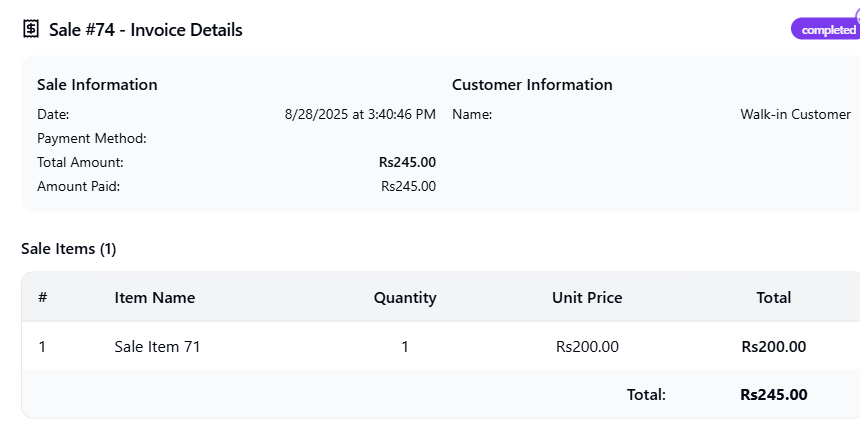 Sale #74 - Invoice Details
completed
Sale Information
Customer Information
Date: 8/28/2025 at 3:40:46 PM
Name: Walk-in Customer
Payment Method:
Total Amount: Rs245.00
Amount Paid: Rs245.00
Sale Items (1)
# Item Name Quantity Unit Price Total
1 Sale Item 71 1 Rs200.00 Rs200.00
Total: Rs245.00